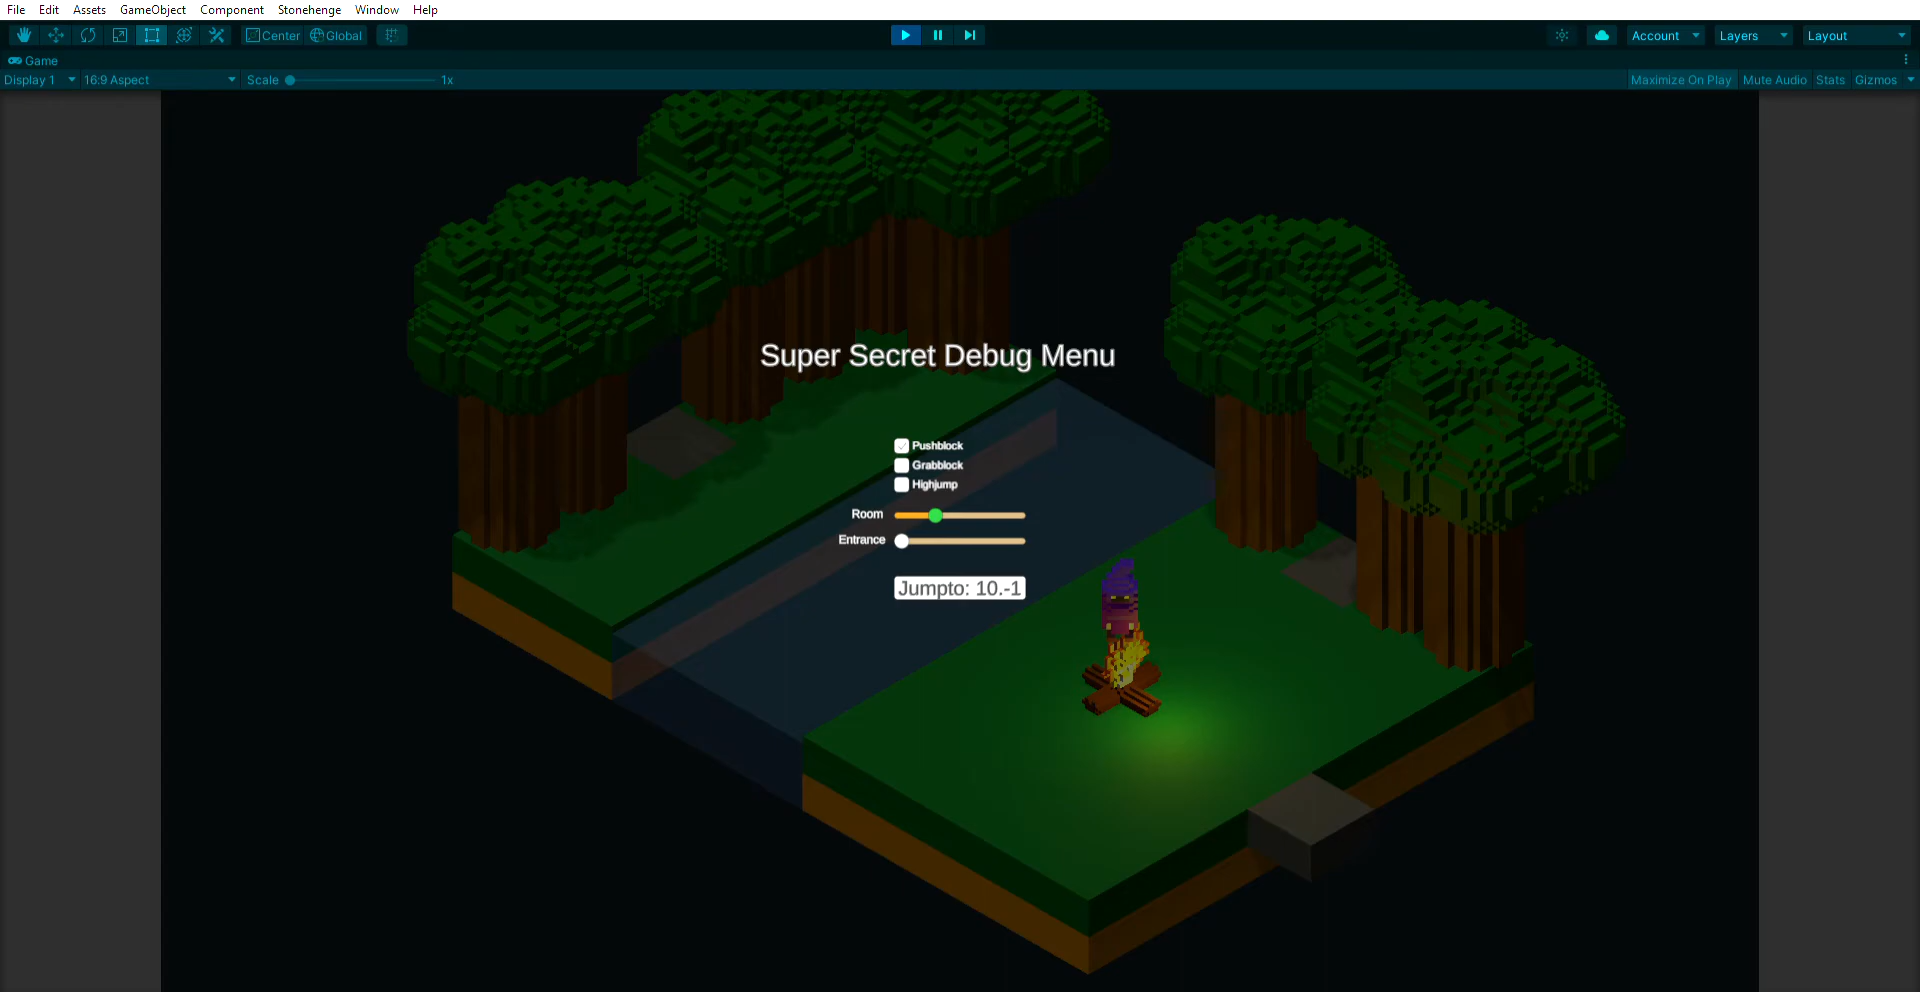 File Edit Assets GameObject Component Stonehenge Window Help
Center Global Account Layers Layout
Game
Display 1 16:9 Aspect Scale 1x Maximize On Play Mute Audio Stats Gizmos
Super Secret Debug Menu
Pushblock
Grabblock
Highjump
Room
Entrance
Jumpto: 10.-1